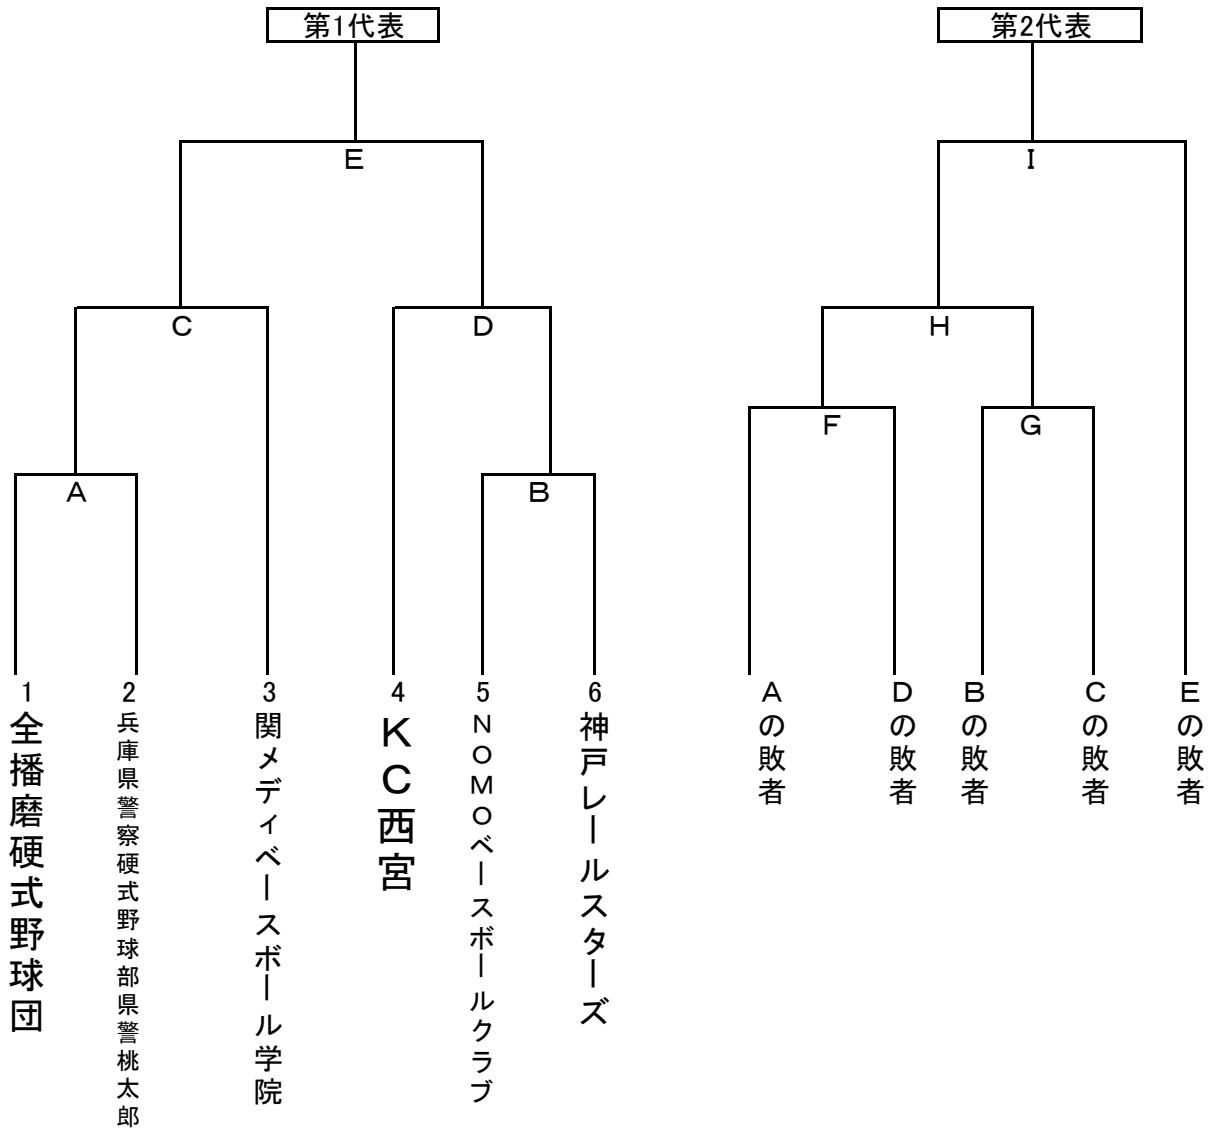 第1代表
第2代表
E
I
C
D
H
F
G
A
B
1
全播磨硬式野球団
2
兵庫県警察硬式野球部県警桃太郎
3
関メディベースボール学院
4
KC西宮
5
NOMOベースボールクラブ
6
神戸レールスターズ
Aの敗者
Dの敗者
Bの敗者
Cの敗者
Eの敗者